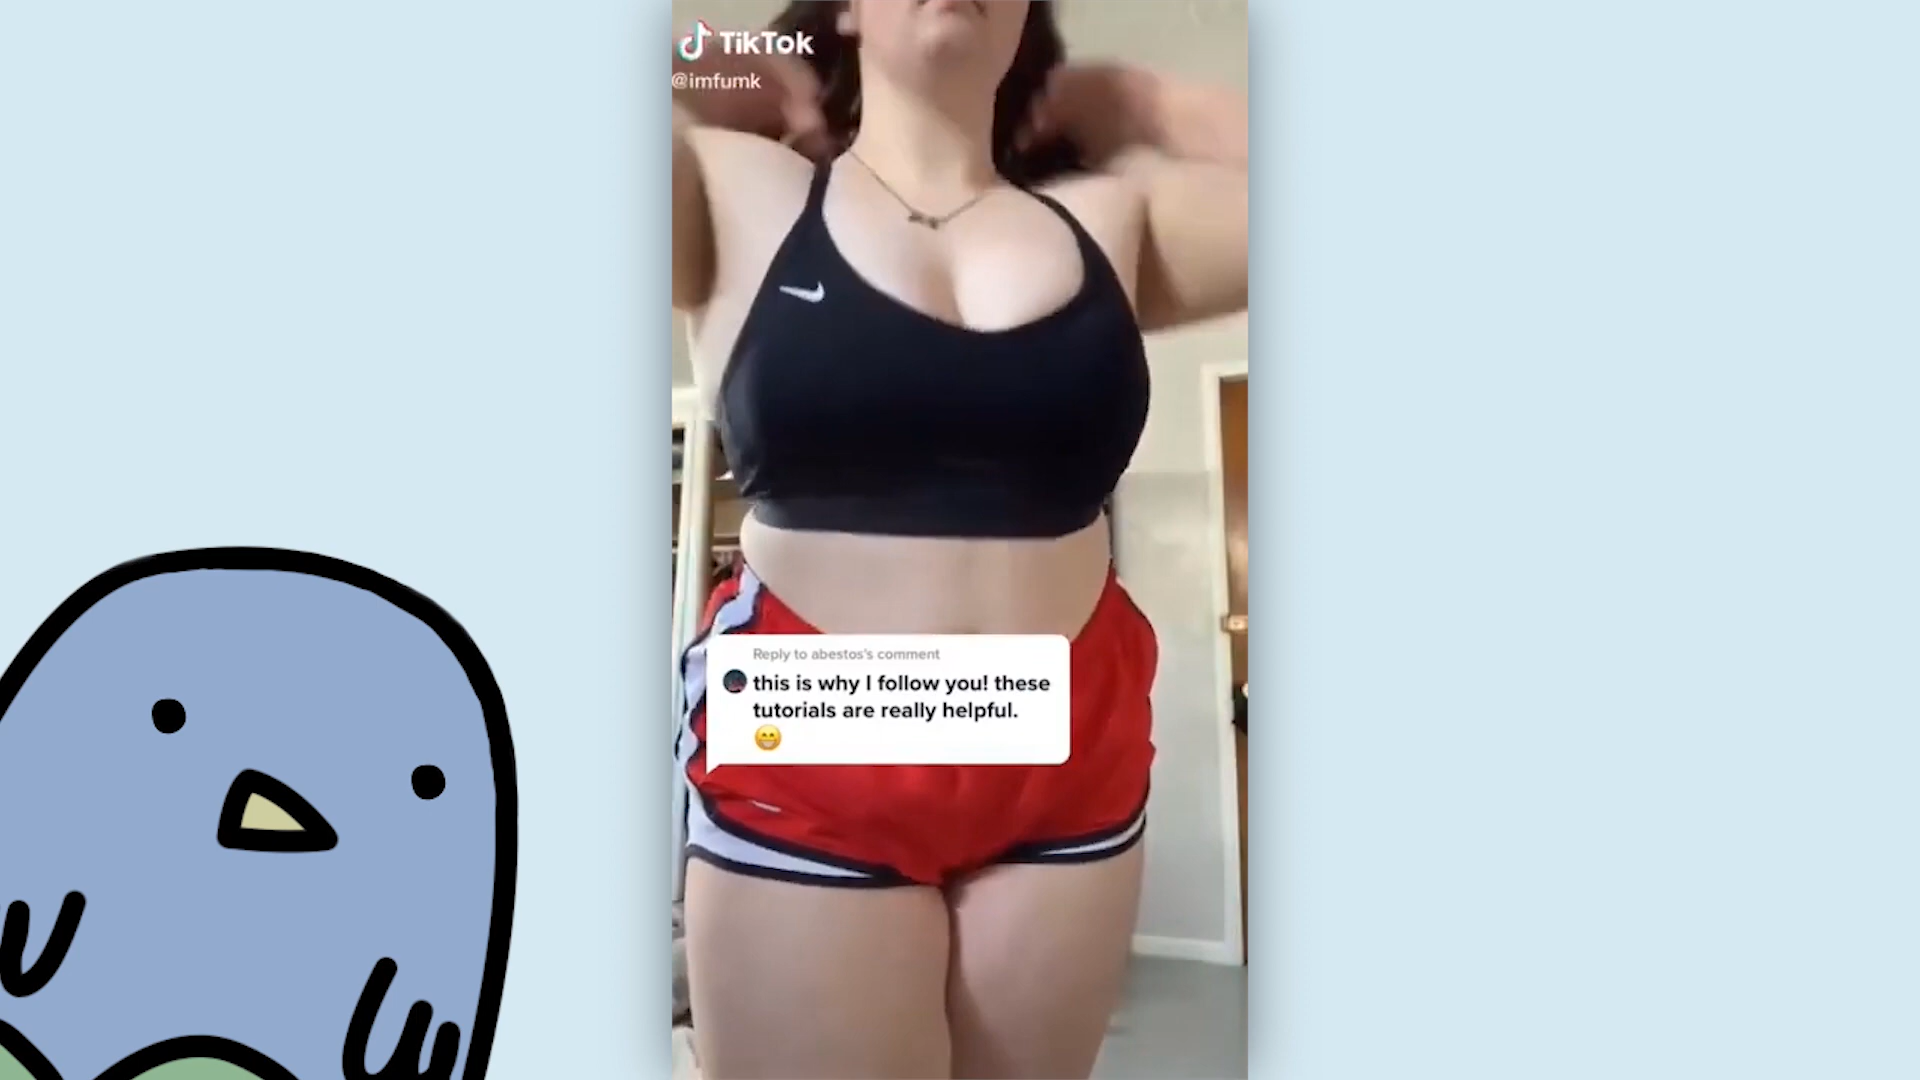 TikTok
@imfumk
Reply to abestos's comment
this is why I follow you! these
tutorials are really helpful.
😁